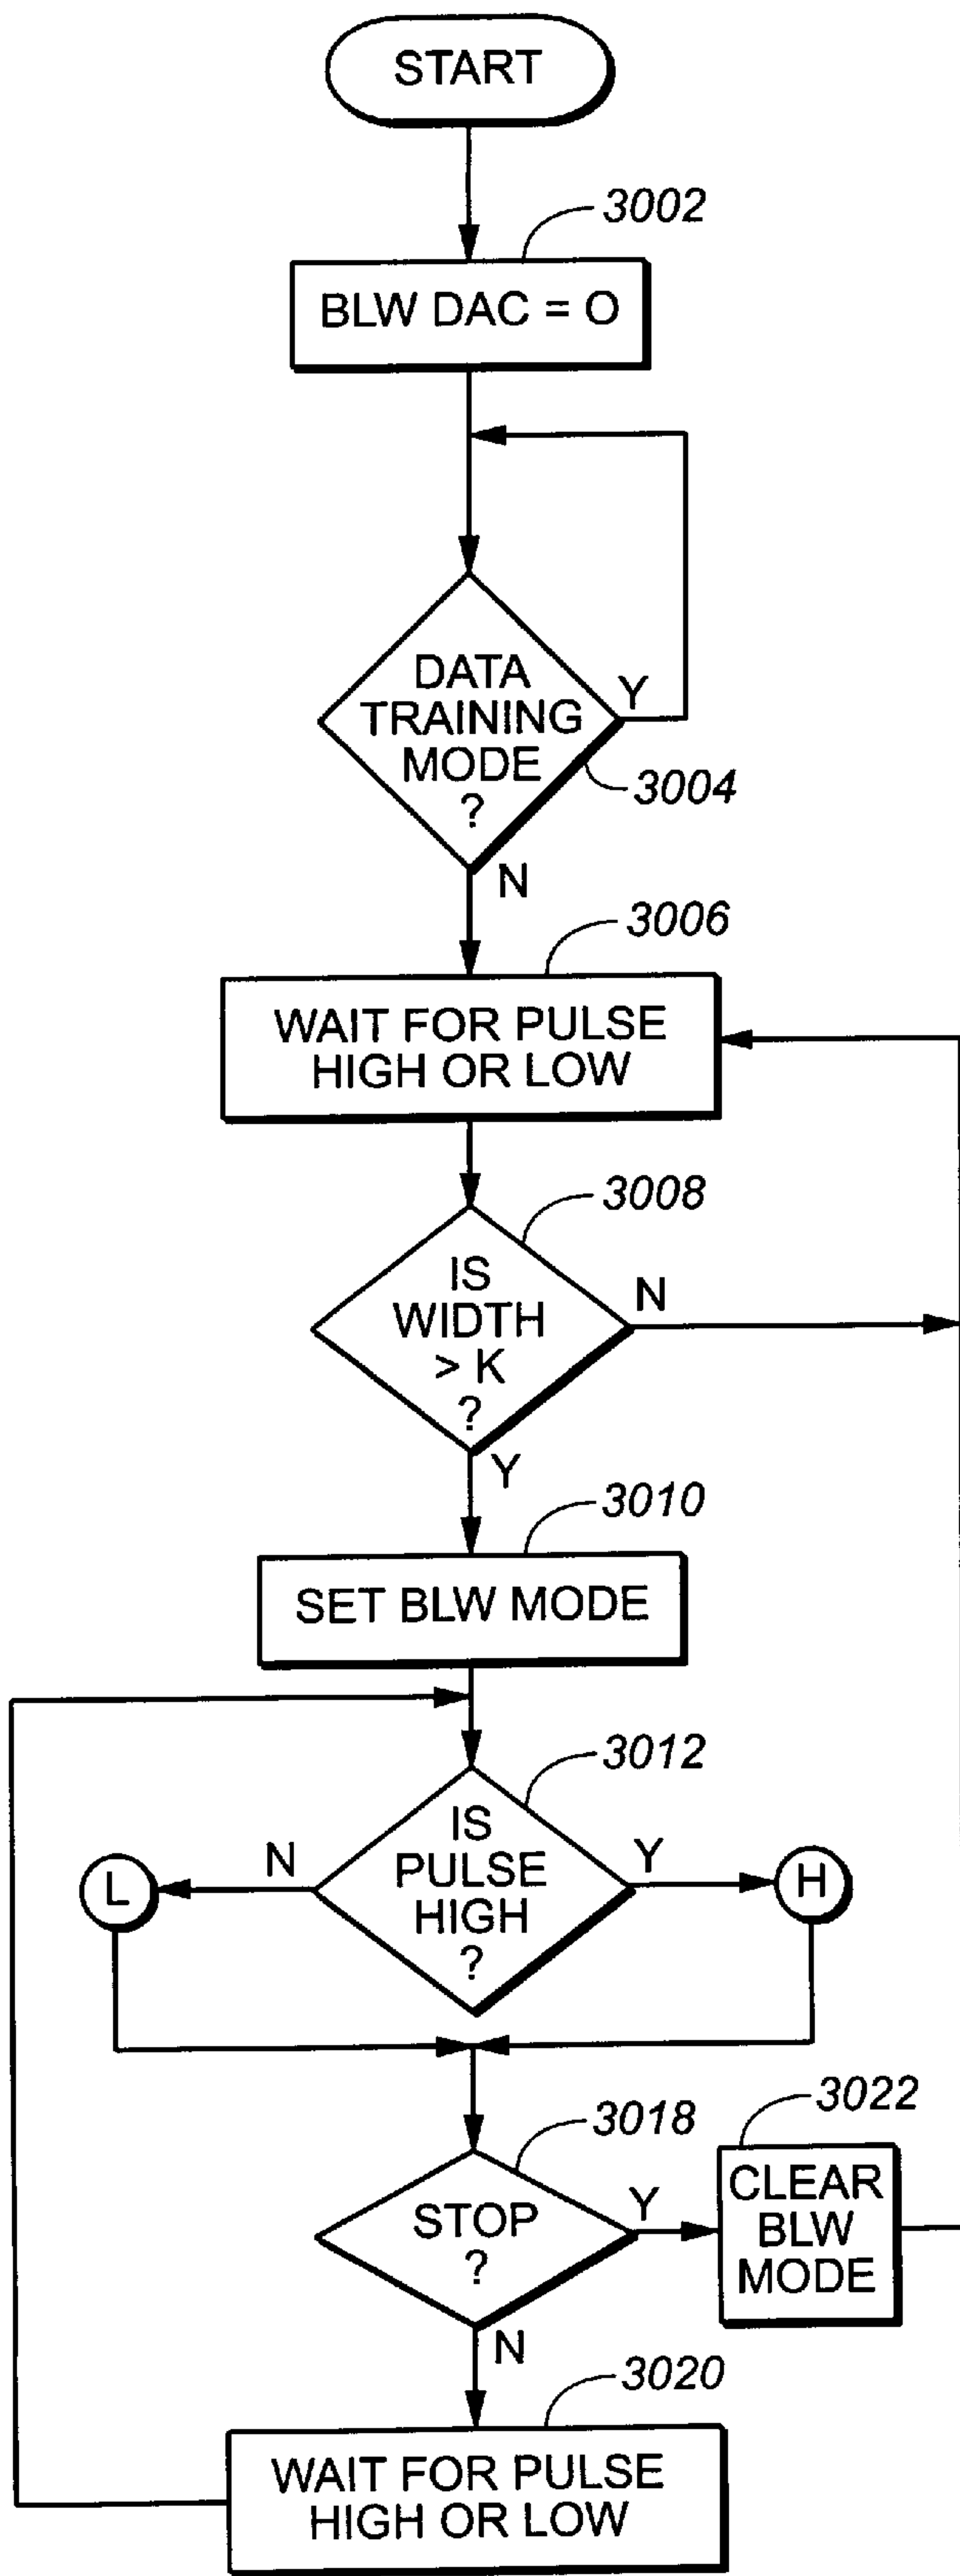 START
3002
BLW DAC = O
DATA
TRAINING
MODE
?
Y
3004
N
3006
WAIT FOR PULSE
HIGH OR LOW
3008
IS
WIDTH
> K
?
N
Y
3010
SET BLW MODE
3012
IS
PULSE
HIGH
?
N
Y
L
H
3018
STOP
?
Y
3022
CLEAR
BLW
MODE
N
3020
WAIT FOR PULSE
HIGH OR LOW